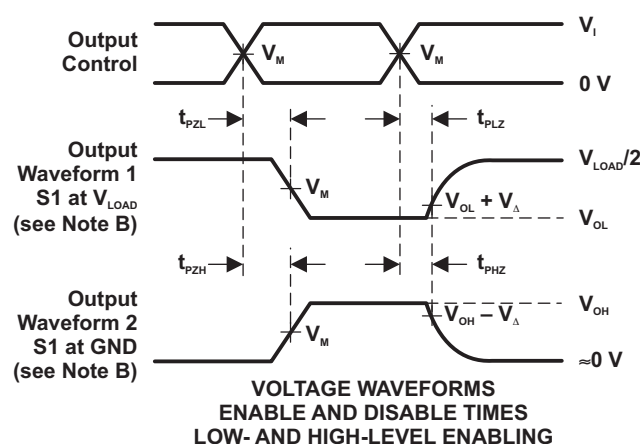 Output
Control
V_M
V_M
V_I
0 V
t_PZL
t_PLZ
Output
Waveform 1
S1 at V_LOAD
(see Note B)
V_M
V_LOAD/2
V_OL + V_Δ
V_OL
t_PZH
t_PHZ
Output
Waveform 2
S1 at GND
(see Note B)
V_M
V_OH
V_OH – V_Δ
≈0 V
VOLTAGE WAVEFORMS
ENABLE AND DISABLE TIMES
LOW- AND HIGH-LEVEL ENABLING